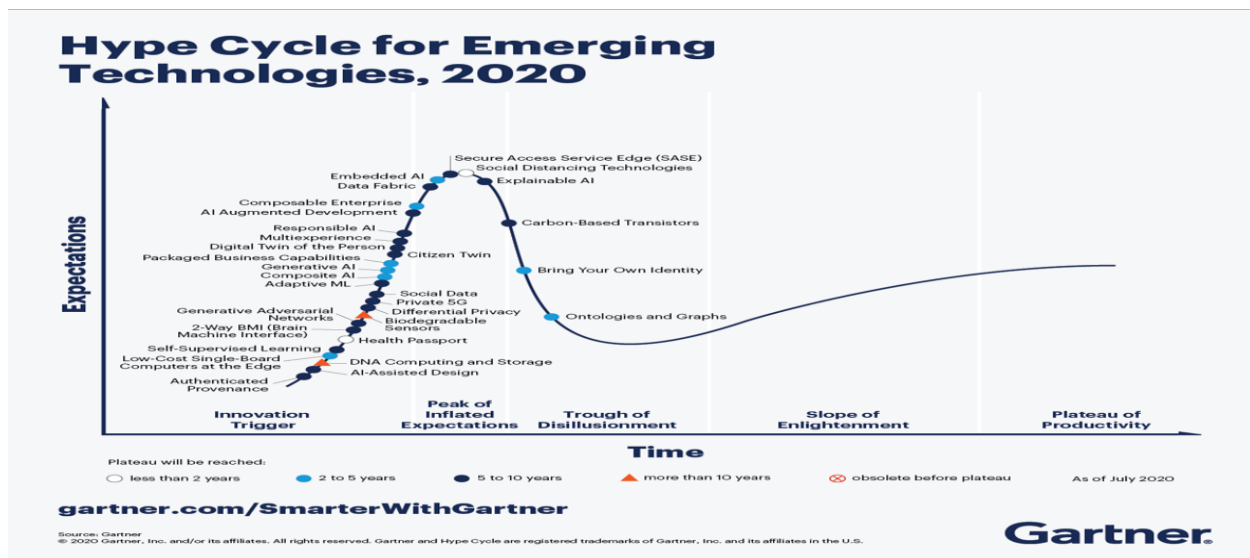 Hype Cycle for Emerging
Technologies, 2020
Expectations
Secure Access Service Edge (SASE)
Social Distancing Technologies
Embedded AI
Explainable AI
Data Fabric
Composable Enterprise
AI Augmented Development
Carbon-Based Transistors
Responsible AI
Multiexperience
Digital Twin of the Person
Citizen Twin
Packaged Business Capabilities
Generative AI
Bring Your Own Identity
Composite AI
Adaptive ML
Social Data
Private 5G
Differential Privacy
Generative Adversarial
Networks
Biodegradable
Sensors
Ontologies and Graphs
2-Way BMI (Brain
Machine Interface)
Health Passport
Self-Supervised Learning
Low-Cost Single-Board
Computers at the Edge
DNA Computing and Storage
AI-Assisted Design
Authenticated
Provenance
Innovation
Trigger
Peak of
Inflated
Expectations
Trough of
Disillusionment
Slope of
Enlightenment
Plateau of
Productivity
Time
Plateau will be reached:
less than 2 years
2 to 5 years
5 to 10 years
more than 10 years
obsolete before plateau
As of July 2020
gartner.com/SmarterWithGartner
Source: Gartner
© 2020 Gartner, Inc. and/or its affiliates. All rights reserved. Gartner and Hype Cycle are registered trademarks of Gartner, Inc. and its affiliates in the U.S.
Gartner®